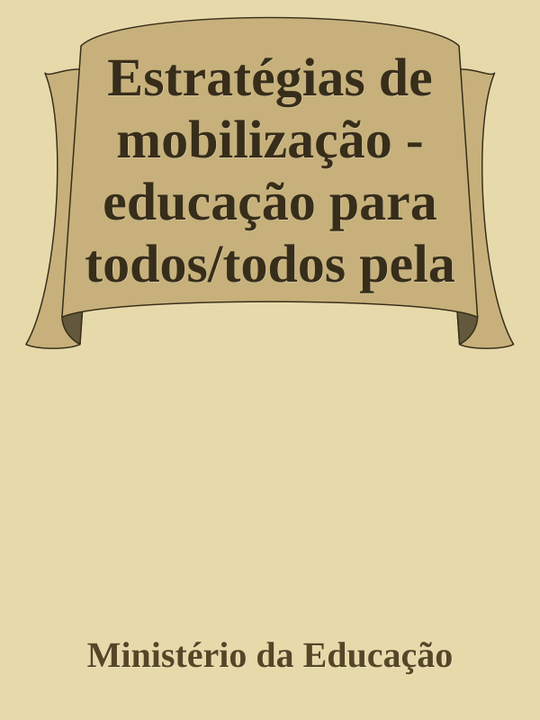 Estratégias de
mobilização -
educação para
todos/todos pela
Ministério da Educação